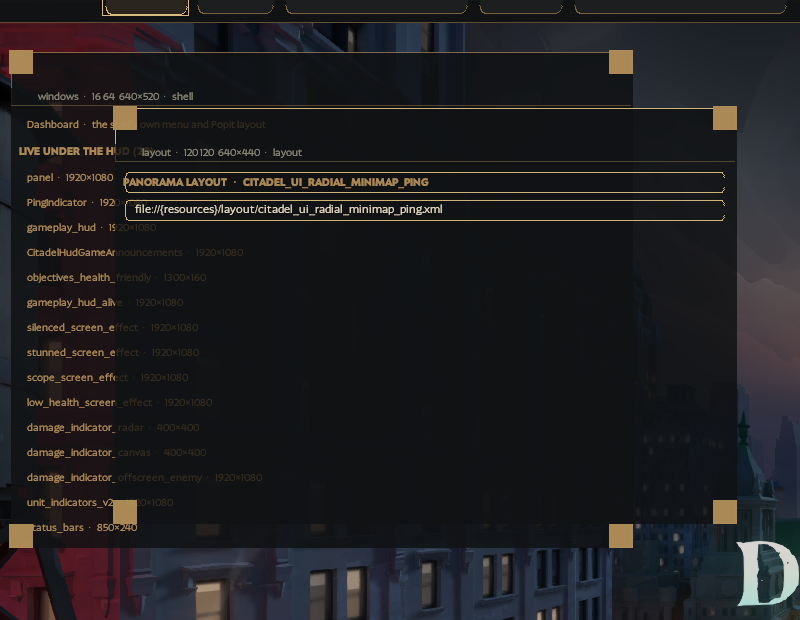 windows · 16 64 640×520 · shell
Dashboard · the s own menu and Popit layout
LIVE UNDER THE HUD
layout · 120 120 640×440 · layout
panel · 1920×1080
PANORAMA LAYOUT · CITADEL_UI_RADIAL_MINIMAP_PING
PingIndicator · 192
file://{resources}/layout/citadel_ui_radial_minimap_ping.xml
gameplay_hud · 1920×1080
CitadelHudGameAnnouncements · 1920×1080
objectives_health_friendly · 1300×160
gameplay_hud_alive · 1920×1080
silenced_screen_effect · 1920×1080
stunned_screen_effect · 1920×1080
scope_screen_effect · 1920×1080
low_health_screen_effect · 1920×1080
damage_indicator_radar · 400×400
damage_indicator_canvas · 400×400
damage_indicator_offscreen_enemy · 1920×1080
unit_indicators_v2
tatus_bars · 850×240
D